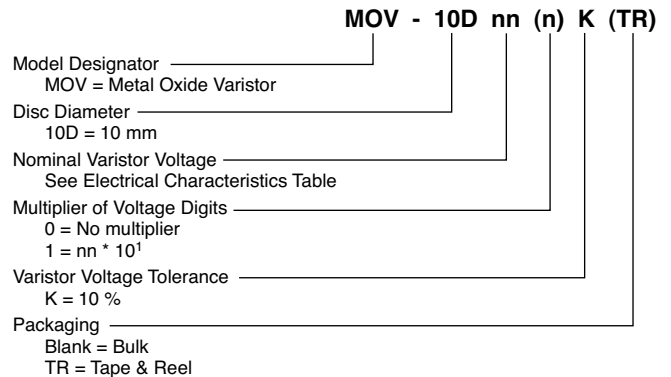 MOV - 10D nn (n) K (TR)
Model Designator
MOV = Metal Oxide Varistor
Disc Diameter
10D = 10 mm
Nominal Varistor Voltage
See Electrical Characteristics Table
Multiplier of Voltage Digits
0 = No multiplier
1 = nn * 10¹
Varistor Voltage Tolerance
K = 10 %
Packaging
Blank = Bulk
TR = Tape & Reel